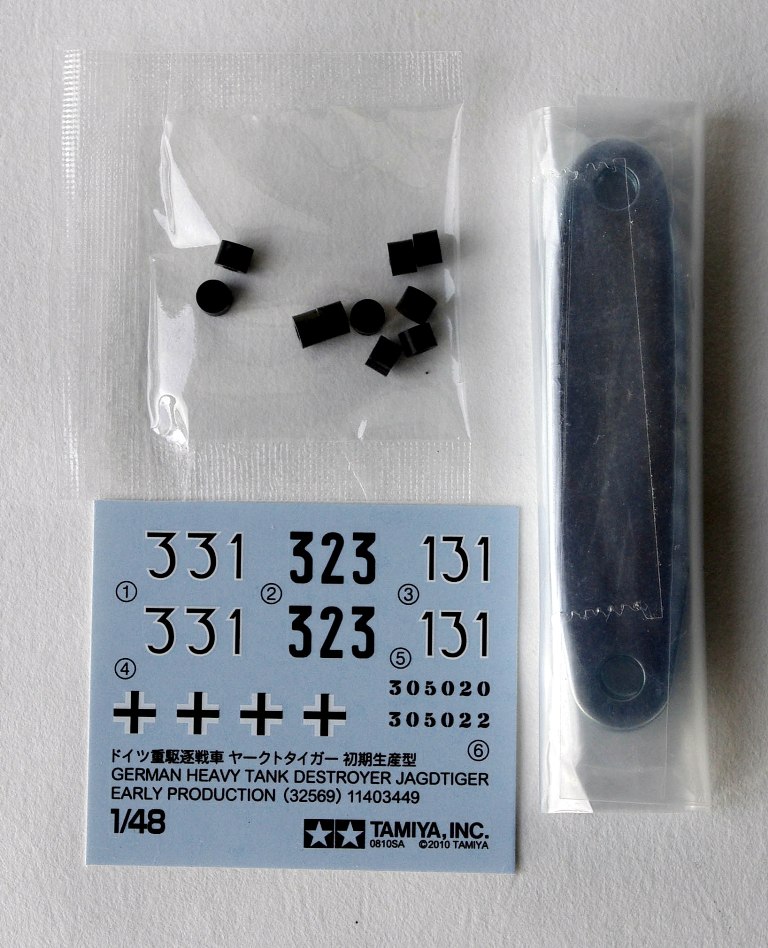 331 323 131
① ② ③
331 323 131
④ ⑤
305020
305022
⑥
ドイツ重駆逐戦車 ヤークトタイガー 初期生産型
GERMAN HEAVY TANK DESTROYER JAGDTIGER
EARLY PRODUCTION (32569) 11403449
1/48
TAMIYA, INC.
0810SA ©2010 TAMIYA